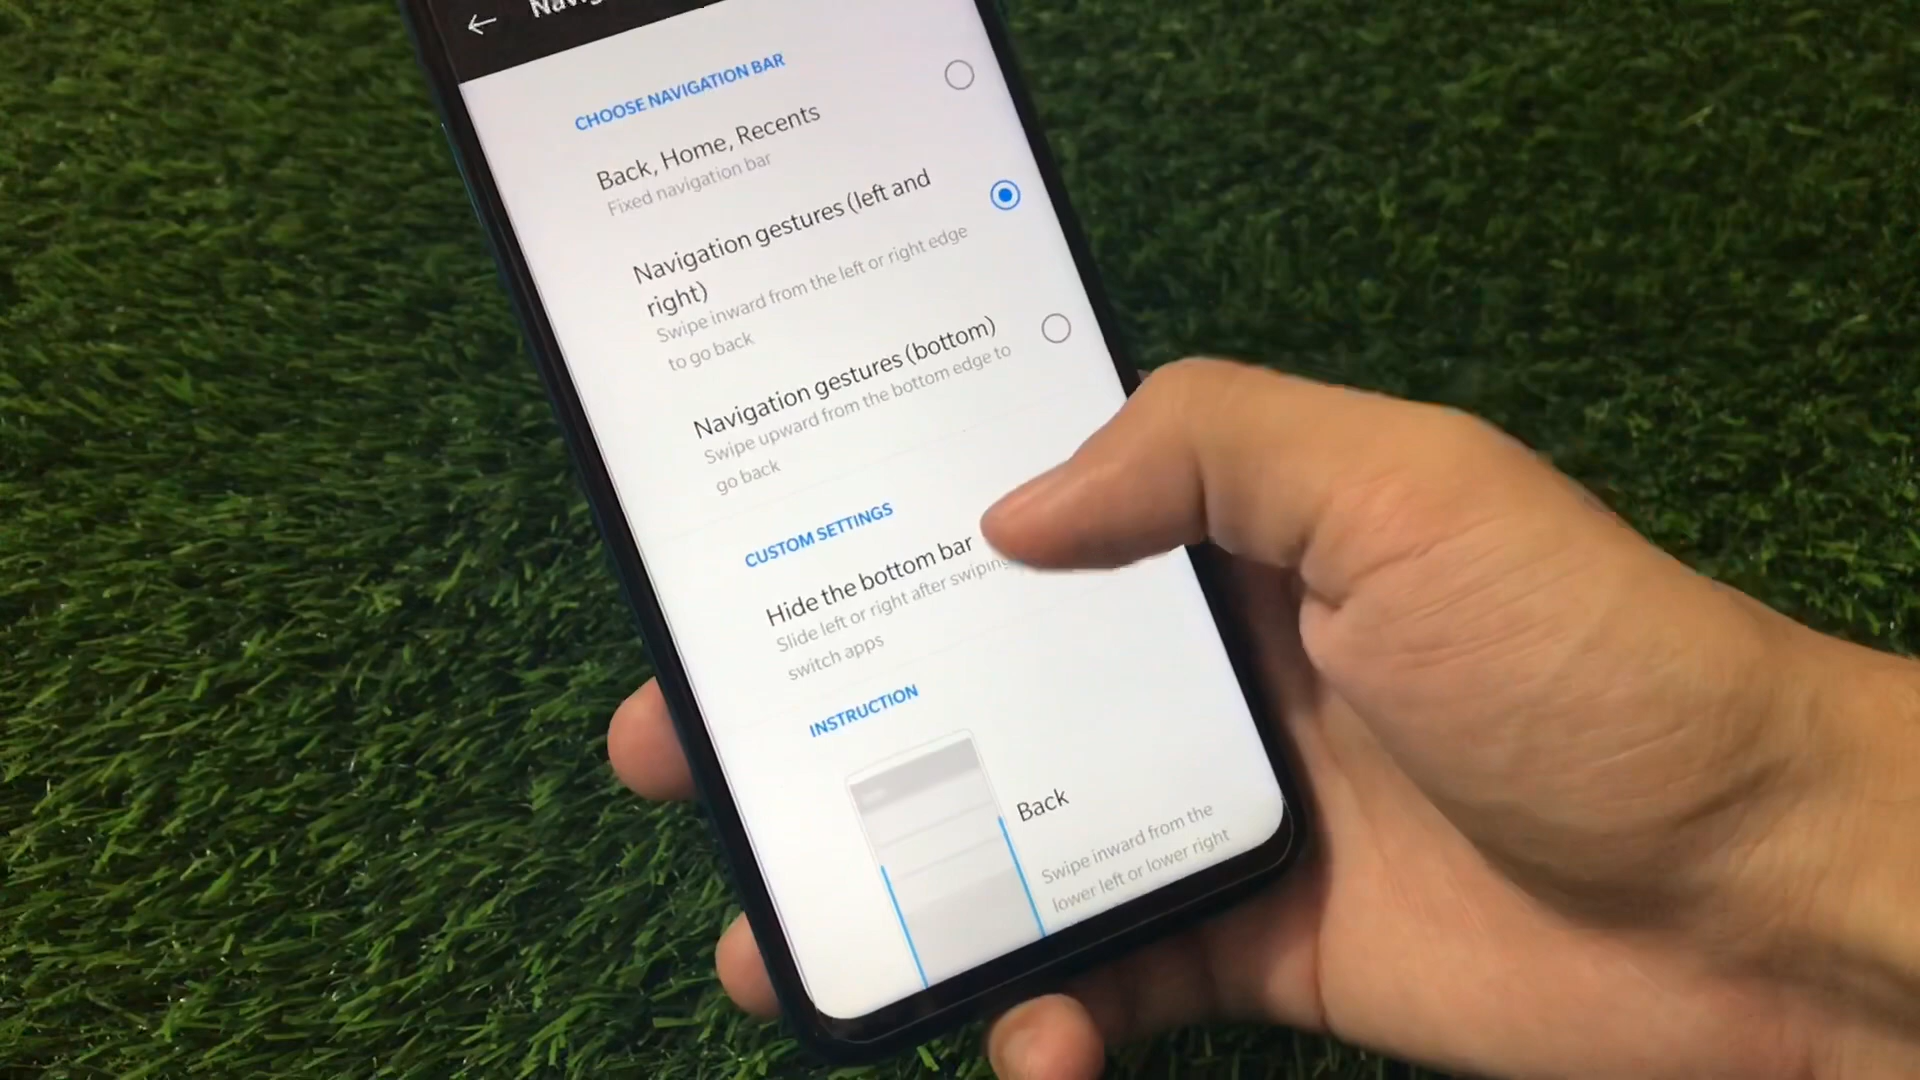 CHOOSE NAVIGATION BAR
Back, Home, Recents
Fixed navigation bar
Navigation gestures (left and
right)
Swipe inward from the left or right edge
to go back
Navigation gestures (bottom)
Swipe upward from the bottom edge to
go back
CUSTOM SETTINGS
Hide the bottom bar
Slide left or right after swiping
switch apps
INSTRUCTION
Back
Swipe inward from the
lower left or lower right